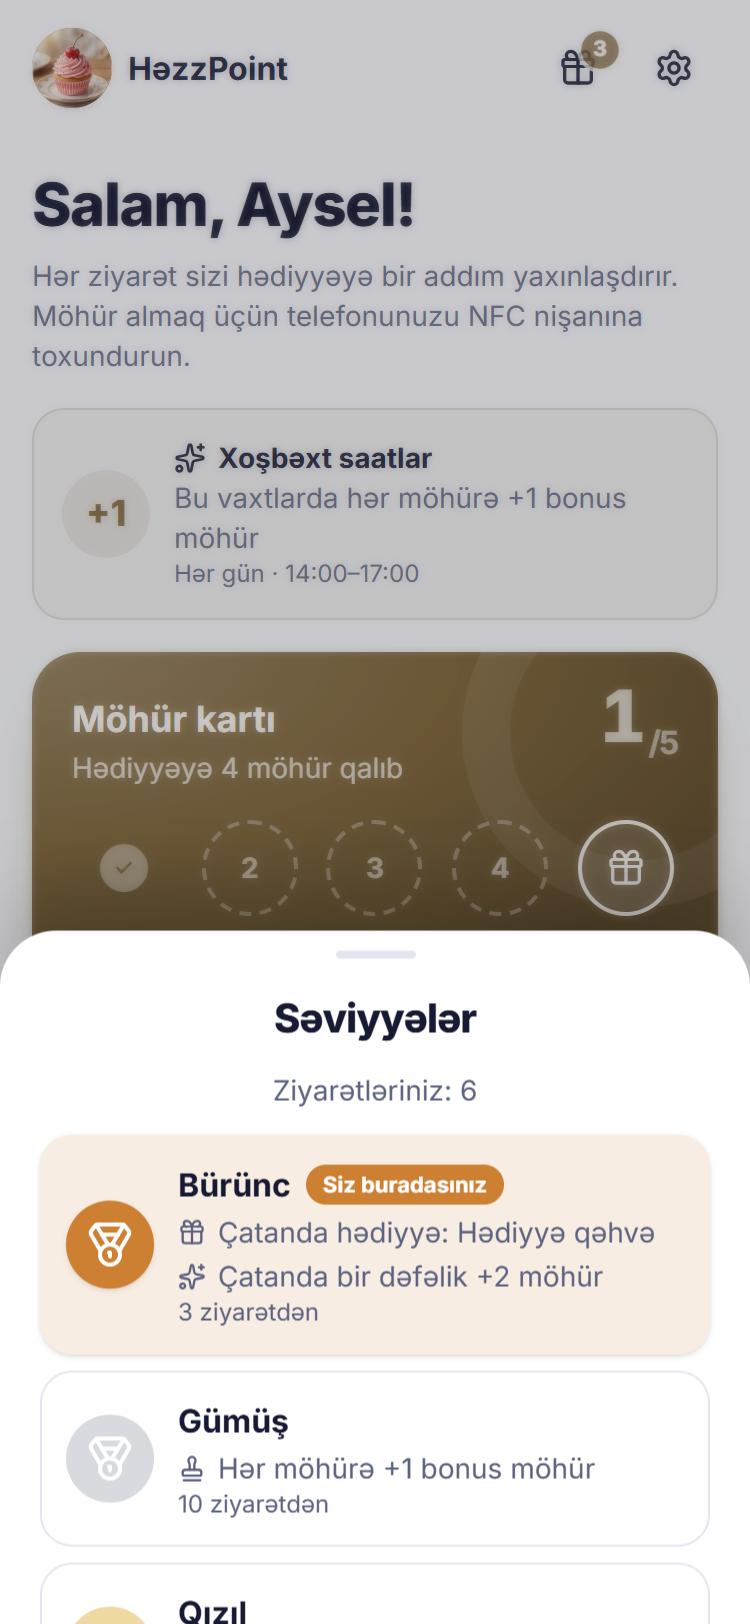 HəzzPoint
3
Salam, Aysel!
Hər ziyarət sizi hədiyyəyə bir addım yaxınlaşdırır.
Möhür almaq üçün telefonunuzu NFC nişanına
toxundurun.
+1
Xoşbəxt saatlar
Bu vaxtlarda hər möhürə +1 bonus
möhür
Hər gün · 14:00–17:00
Möhür kartı
1/5
Hədiyyəyə 4 möhür qalıb
2 3 4
Səviyyələr
Ziyarətləriniz: 6
Bürünc Siz buradasınız
Çatanda hədiyyə: Hədiyyə qəhvə
Çatanda bir dəfəlik +2 möhür
3 ziyarətdən
Gümüş
Hər möhürə +1 bonus möhür
10 ziyarətdən
Qızıl